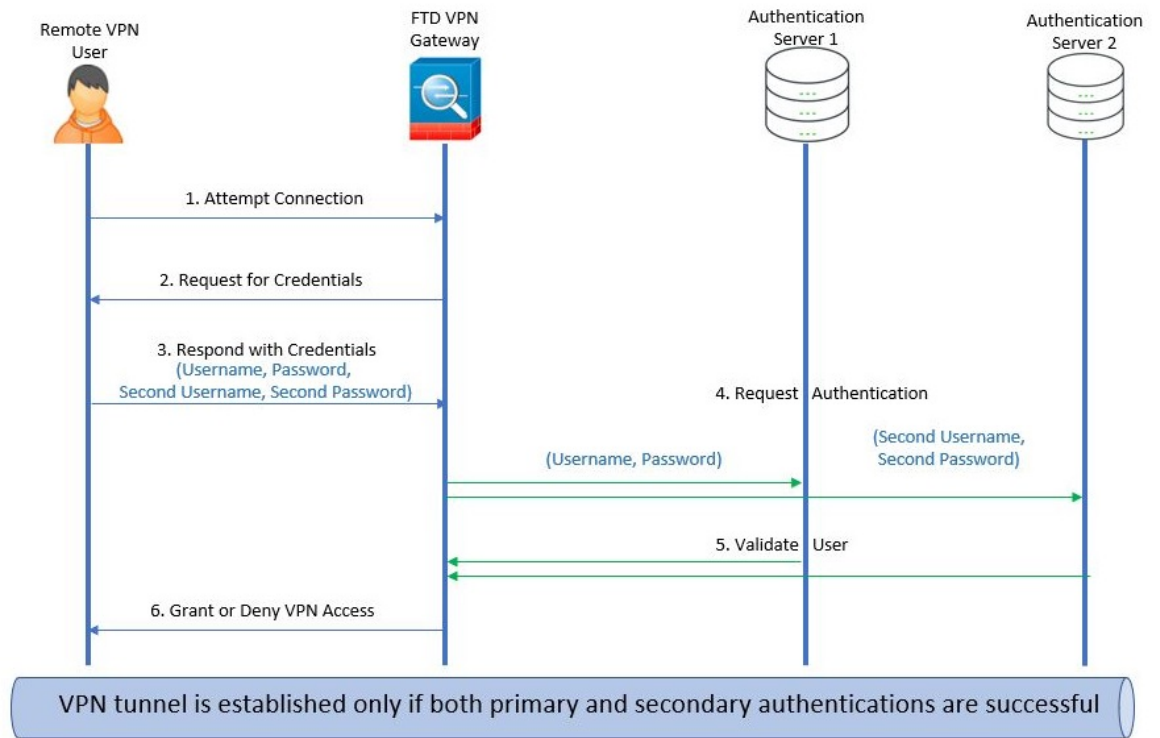 Remote VPN
User
FTD VPN
Gateway
Authentication
Server 1
Authentication
Server 2
1. Attempt Connection
2. Request for Credentials
3. Respond with Credentials
(Username, Password,
Second Username, Second Password)
4. Request Authentication
(Username, Password)
(Second Username,
Second Password)
5. Validate User
6. Grant or Deny VPN Access
VPN tunnel is established only if both primary and secondary authentications are successful